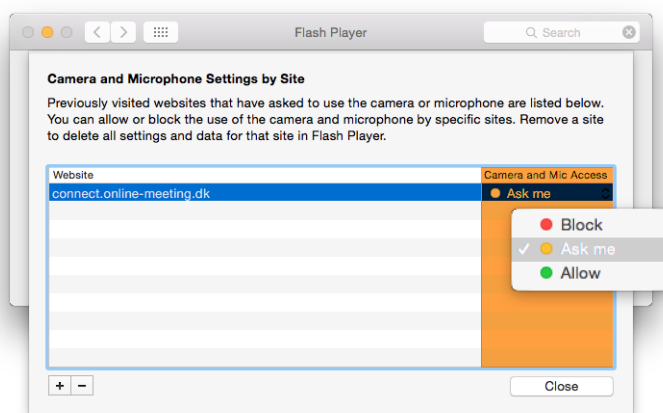 Flash Player
Search
Camera and Microphone Settings by Site
Previously visited websites that have asked to use the camera or microphone are listed below.
You can allow or block the use of the camera and microphone by specific sites. Remove a site
to delete all settings and data for that site in Flash Player.
Website Camera and Mic Access
connect.online-meeting.dk Ask me
Block
✓ Ask me
Allow
+ −
Close